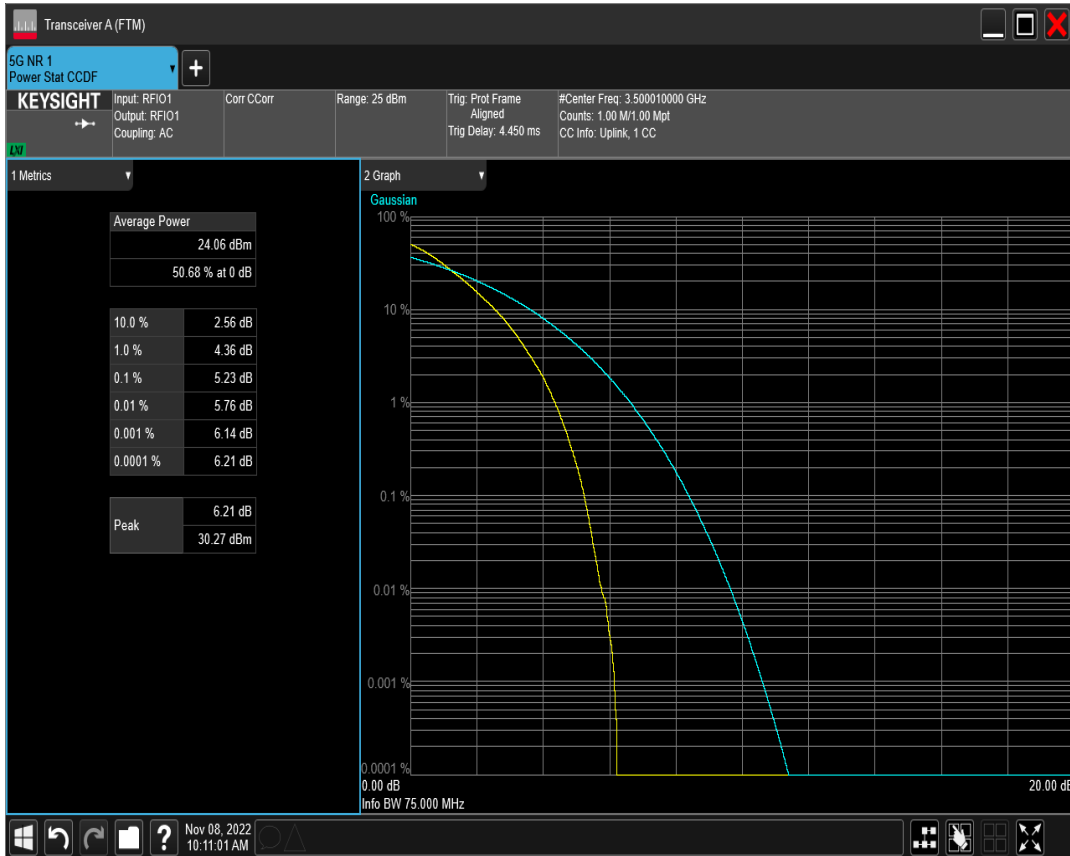 Transceiver A (FTM)
5G NR 1
Power Stat CCDF
KEYSIGHT
LXI
Input: RFIO1
Output: RFIO1
Coupling: AC
Corr CCorr
Range: 25 dBm
Trig: Prot Frame
Aligned
Trig Delay: 4.450 ms
#Center Freq: 3.500010000 GHz
Counts: 1.00 M/1.00 Mpt
CC Info: Uplink, 1 CC
1 Metrics
Average Power
24.06 dBm
50.68 % at 0 dB
10.0 % 2.56 dB
1.0 % 4.36 dB
0.1 % 5.23 dB
0.01 % 5.76 dB
0.001 % 6.14 dB
0.0001 % 6.21 dB
Peak
6.21 dB
30.27 dBm
2 Graph
Gaussian
100 %
10 %
1 %
0.1 %
0.01 %
0.001 %
0.0001 %
0.00 dB 20.00 dB
Info BW 75.000 MHz
?
Nov 08, 2022
10:11:01 AM